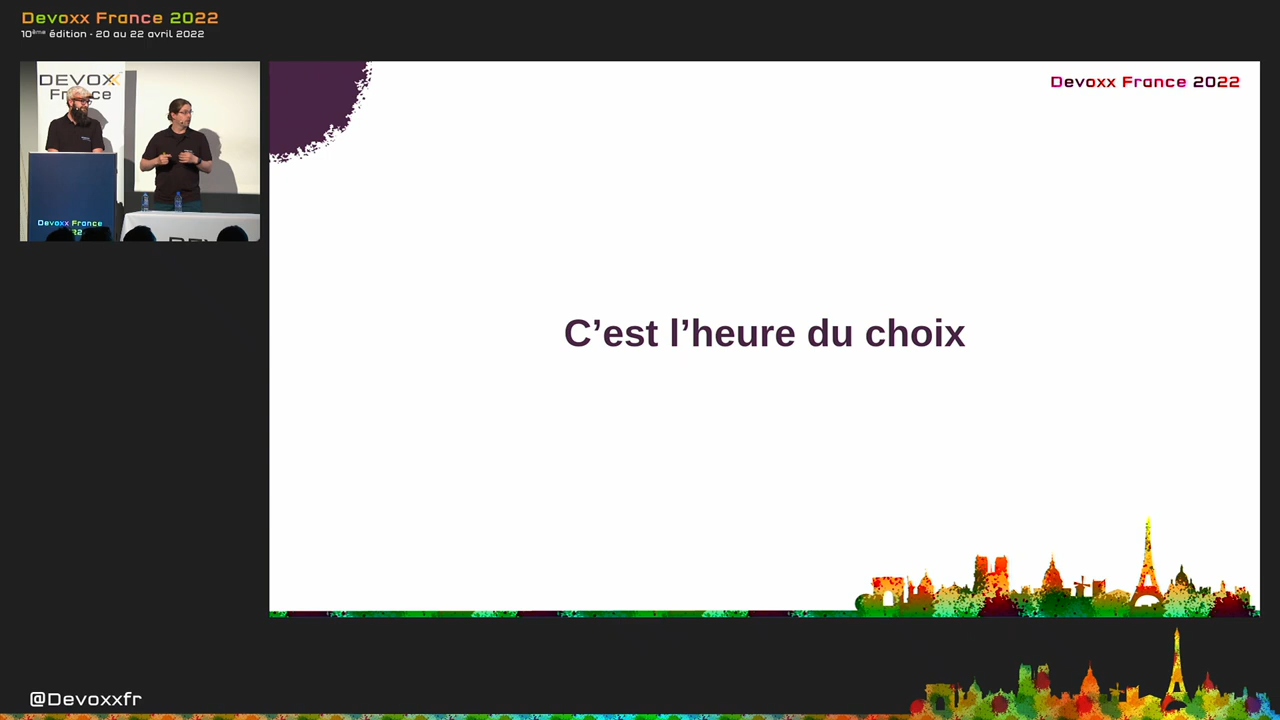 Devoxx France 2022
10ème édition - 20 au 22 avril 2022
DEVOXX
France
Devoxx France
22
Devoxx France 2022
C’est l’heure du choix
@Devoxxfr